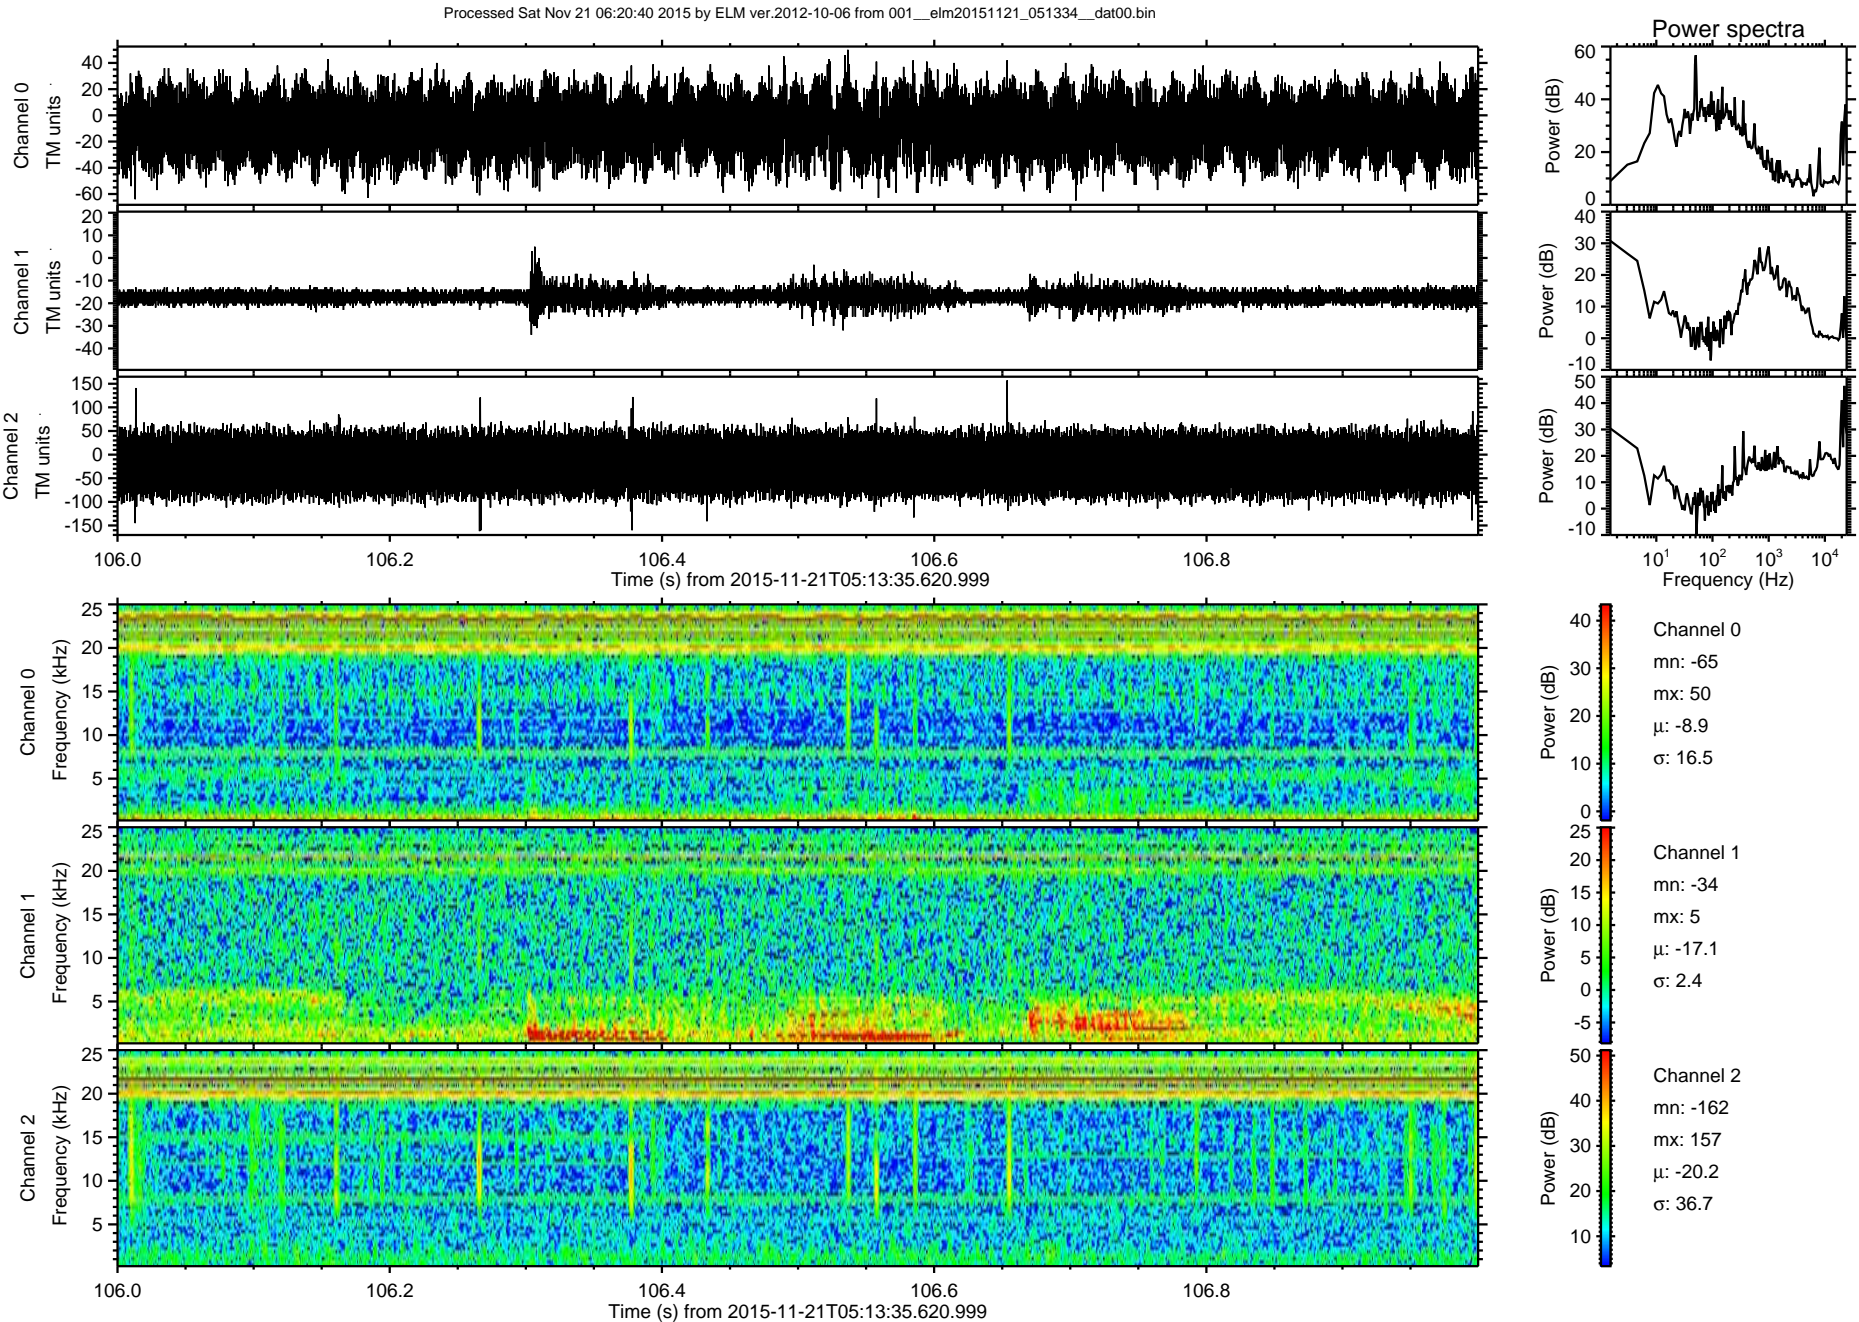 Processed Sat Nov 21 06:20:40 2015 by ELM ver.2012-10-06 from 001__elm20151121_051334__dat00.bin
Power spectra
Channel 0
TM units
40
20
0
-20
-40
-60
Power (dB)
60
40
20
0
Channel 1
TM units
20
10
0
-10
-20
-30
-40
Power (dB)
40
30
20
10
0
-10
Channel 2
TM units
150
100
50
0
-50
-100
-150
Power (dB)
50
40
30
20
10
0
-10
106.0 106.2 106.4 106.6 106.8
Time (s) from 2015-11-21T05:13:35.620.999
10^1 10^2 10^3 10^4
Frequency (Hz)
Channel 0
Frequency (kHz)
25
20
15
10
5
Power (dB)
40
30
20
10
0
Channel 0
mn: -65
mx: 50
μ: -8.9
σ: 16.5
Channel 1
Frequency (kHz)
25
20
15
10
5
Power (dB)
25
20
15
10
5
0
-5
Channel 1
mn: -34
mx: 5
μ: -17.1
σ: 2.4
Channel 2
Frequency (kHz)
25
20
15
10
5
Power (dB)
50
40
30
20
10
Channel 2
mn: -162
mx: 157
μ: -20.2
σ: 36.7
106.0 106.2 106.4 106.6 106.8
Time (s) from 2015-11-21T05:13:35.620.999